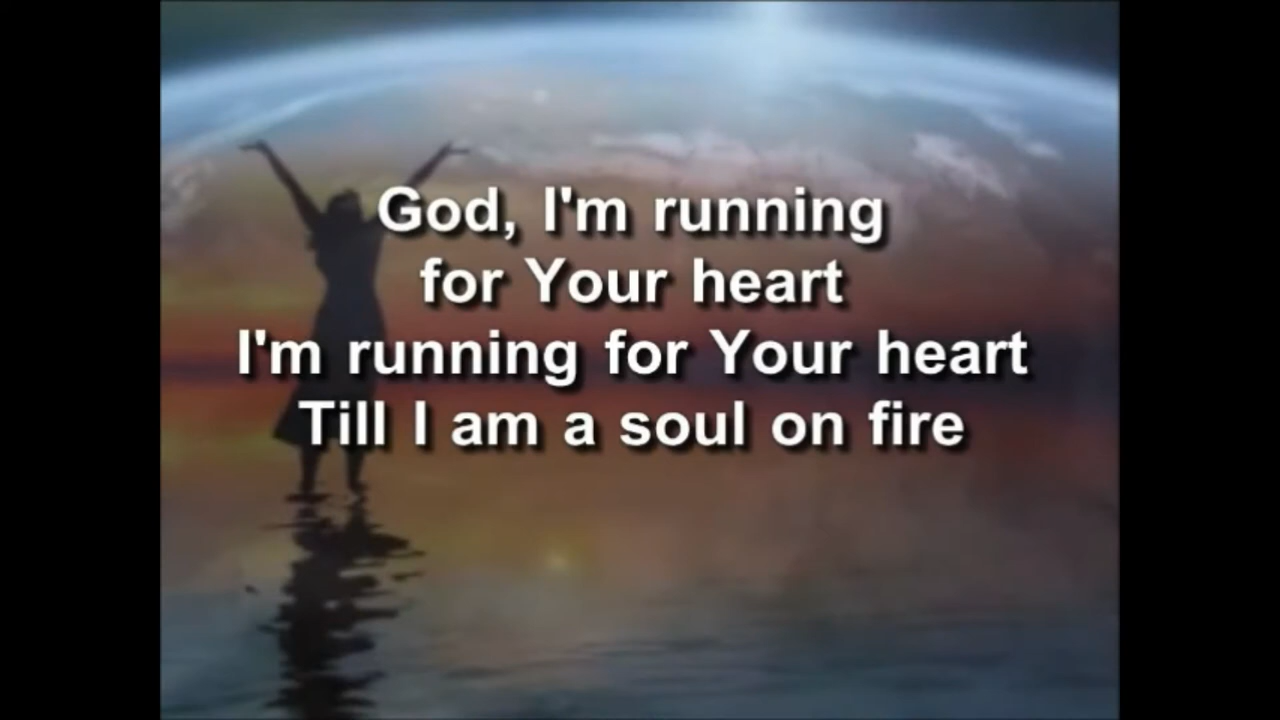 God, I'm running
for Your heart
I'm running for Your heart
Till I am a soul on fire